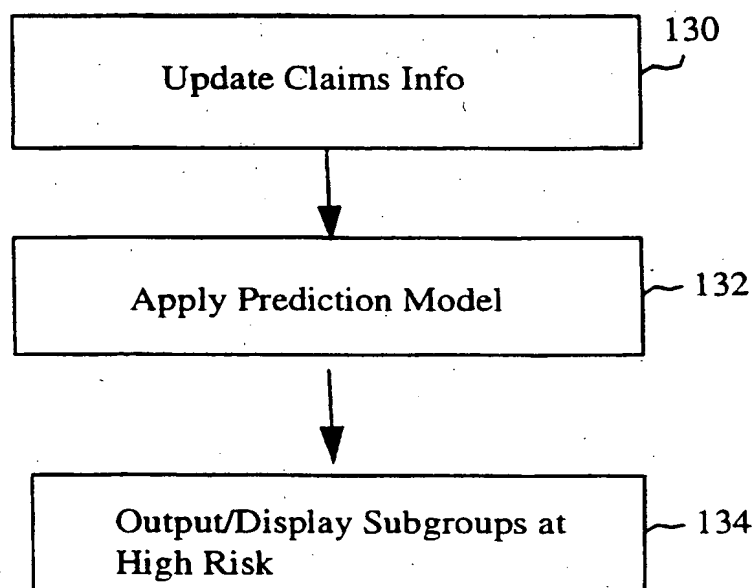 130
Update Claims Info
Apply Prediction Model
132
Output/Display Subgroups at
High Risk
134